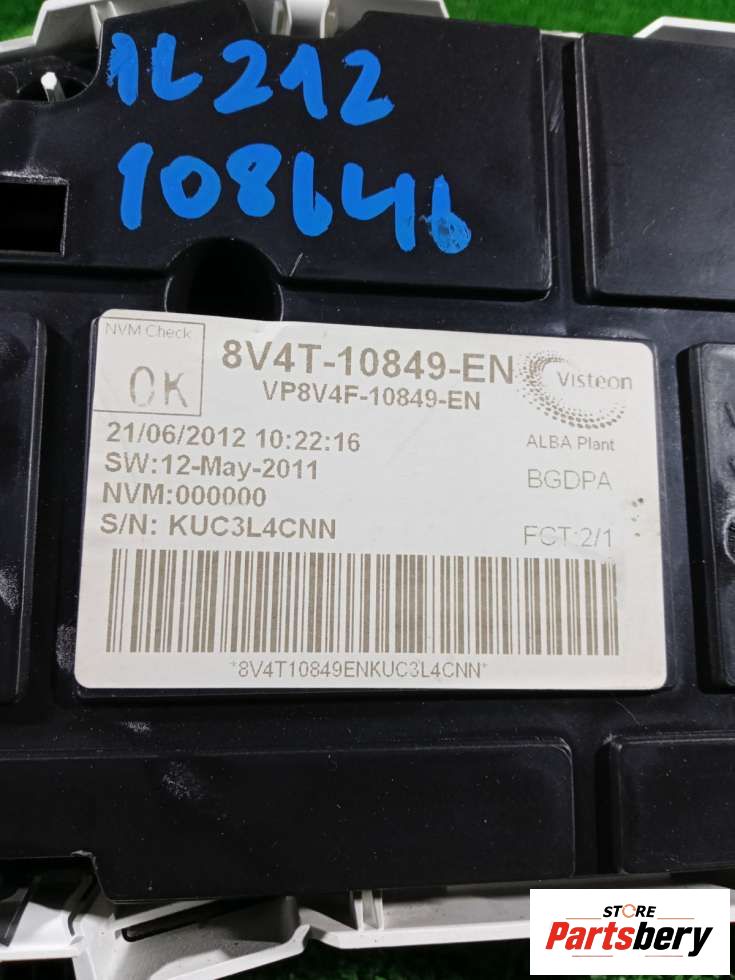 1L212
108646
NVM Check
OK
8V4T-10849-EN
VP8V4F-10849-EN
Visteon
21/06/2012 10:22:16
ALBA Plant
SW:12-May-2011
BGDPA
NVM:000000
S/N: KUC3L4CNN
FCT:2/1
*8V4T10849ENKUC3L4CNN*
STORE
Partsbery